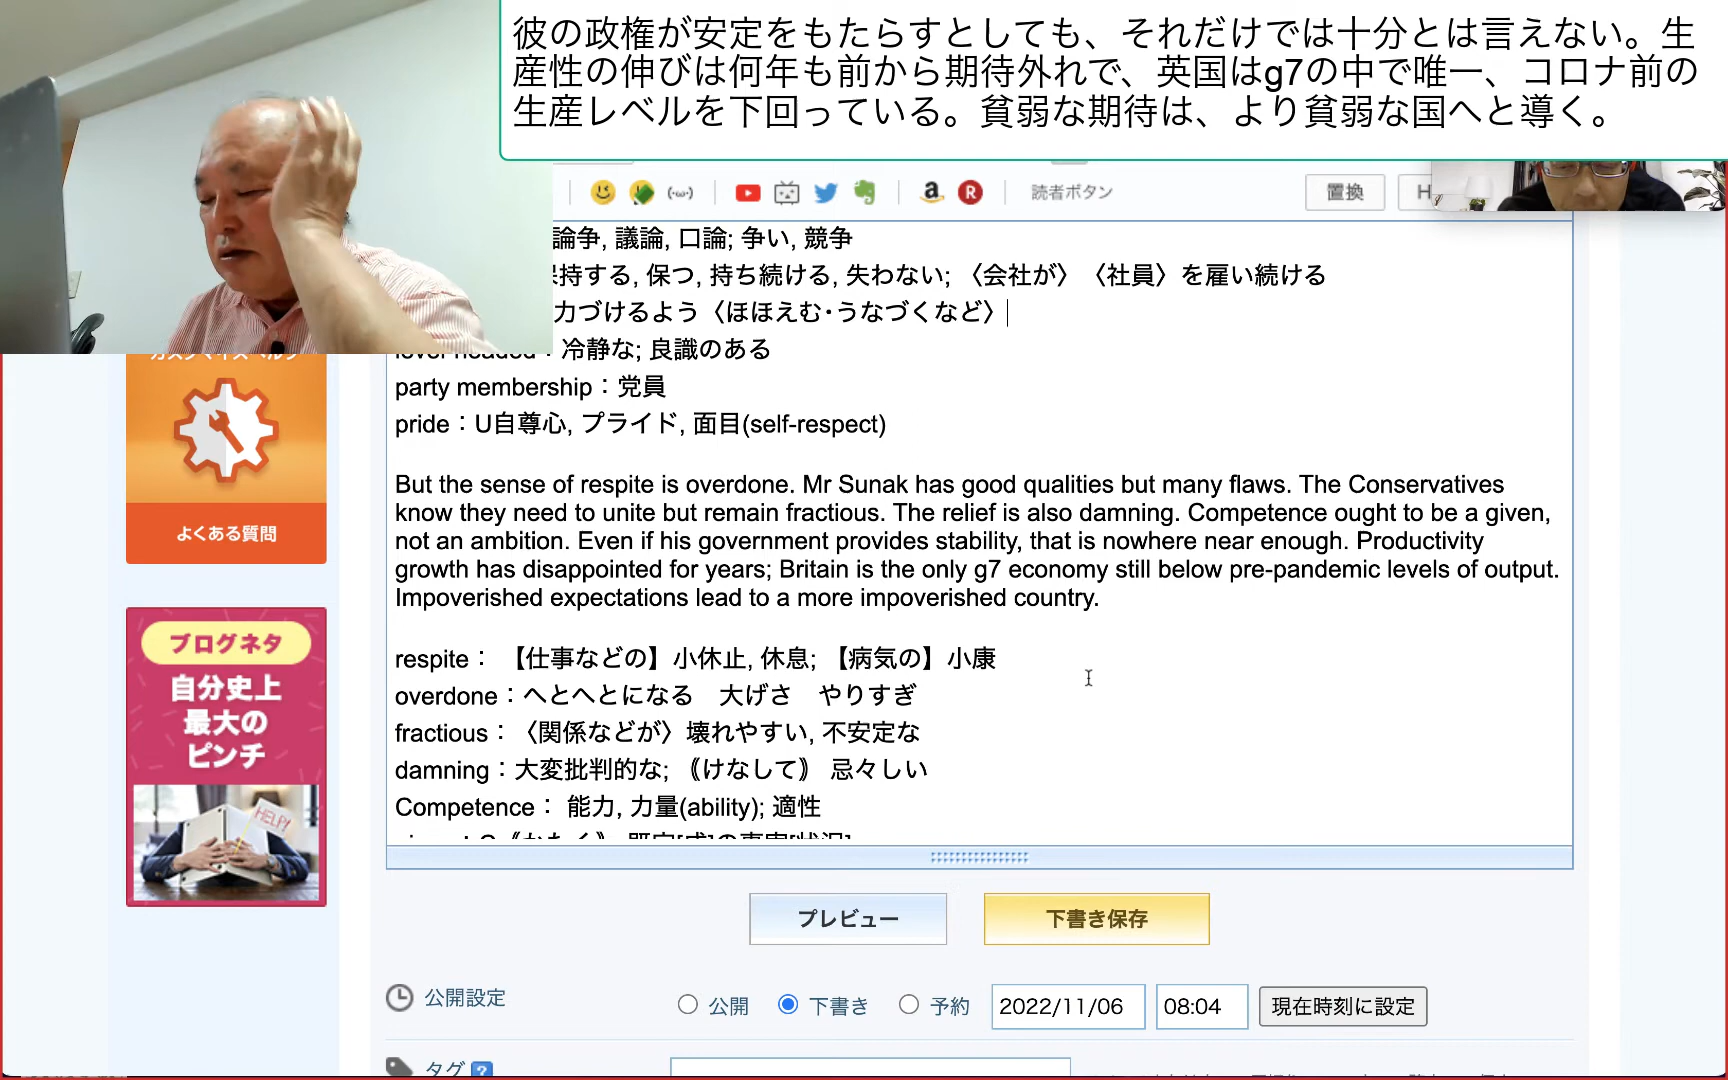 彼の政権が安定をもたらすとしても、それだけでは十分とは言えない。生
産性の伸びは何年も前から期待外れで、英国はg7の中で唯一、コロナ前の
生産レベルを下回っている。貧弱な期待は、より貧弱な国へと導く。
読者ボタン
置換
論争, 議論, 口論; 争い, 競争
持する, 保つ, 持ち続ける, 失わない; 〈会社が〉〈社員〉を雇い続ける
力づけるよう〈ほほえむ･うなづくなど〉
冷静な; 良識のある
party membership：党員
pride：U自尊心, プライド, 面目(self-respect)
But the sense of respite is overdone. Mr Sunak has good qualities but many flaws. The Conservatives
know they need to unite but remain fractious. The relief is also damning. Competence ought to be a given,
not an ambition. Even if his government provides stability, that is nowhere near enough. Productivity
growth has disappointed for years; Britain is the only g7 economy still below pre-pandemic levels of output.
Impoverished expectations lead to a more impoverished country.
respite： 【仕事などの】小休止, 休息; 【病気の】小康
overdone：へとへとになる　大げさ　やりすぎ
fractious：〈関係などが〉壊れやすい, 不安定な
damning：大変批判的な; ⟪けなして⟫ 忌々しい
Competence： 能力, 力量(ability); 適性
よくある質問
ブログネタ
自分史上
最大の
ピンチ
HELP!
プレビュー
下書き保存
公開設定
公開
下書き
予約
2022/11/06
08:04
現在時刻に設定
タグ